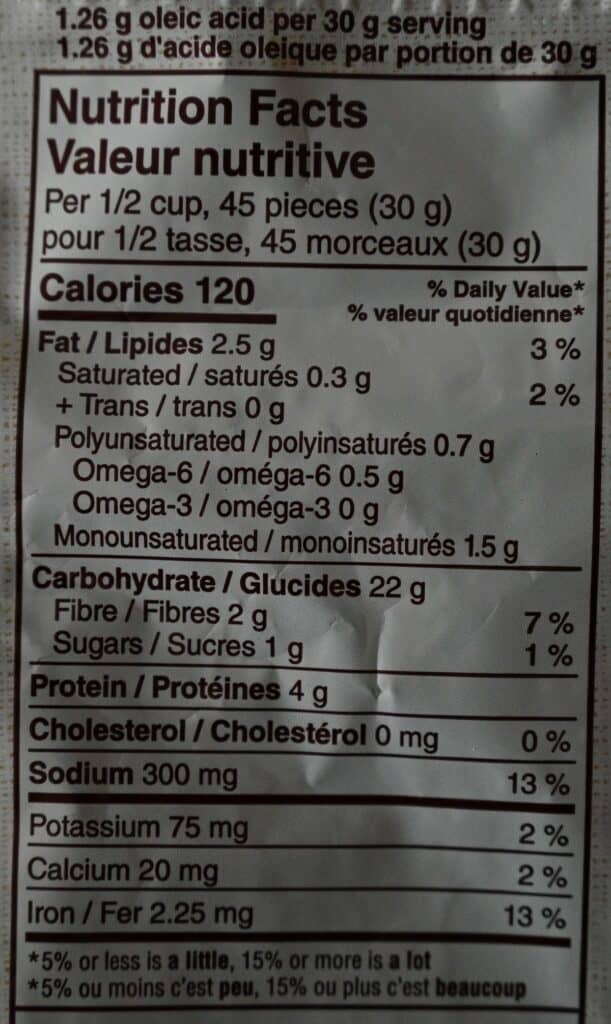 1.26 g oleic acid per 30 g serving
1.26 g d'acide oleique par portion de 30 g
Nutrition Facts
Valeur nutritive
Per 1/2 cup, 45 pieces (30 g)
pour 1/2 tasse, 45 morceaux (30 g)
Calories 120 % Daily Value*
% valeur quotidienne*
Fat / Lipides 2.5 g 3 %
Saturated / saturés 0.3 g
+ Trans / trans 0 g 2 %
Polyunsaturated / polyinsaturés 0.7 g
Omega-6 / oméga-6 0.5 g
Omega-3 / oméga-3 0 g
Monounsaturated / monoinsaturés 1.5 g
Carbohydrate / Glucides 22 g
Fibre / Fibres 2 g 7 %
Sugars / Sucres 1 g 1 %
Protein / Protéines 4 g
Cholesterol / Cholestérol 0 mg 0 %
Sodium 300 mg 13 %
Potassium 75 mg 2 %
Calcium 20 mg 2 %
Iron / Fer 2.25 mg 13 %
*5% or less is a little, 15% or more is a lot
*5% ou moins c'est peu, 15% ou plus c'est beaucoup